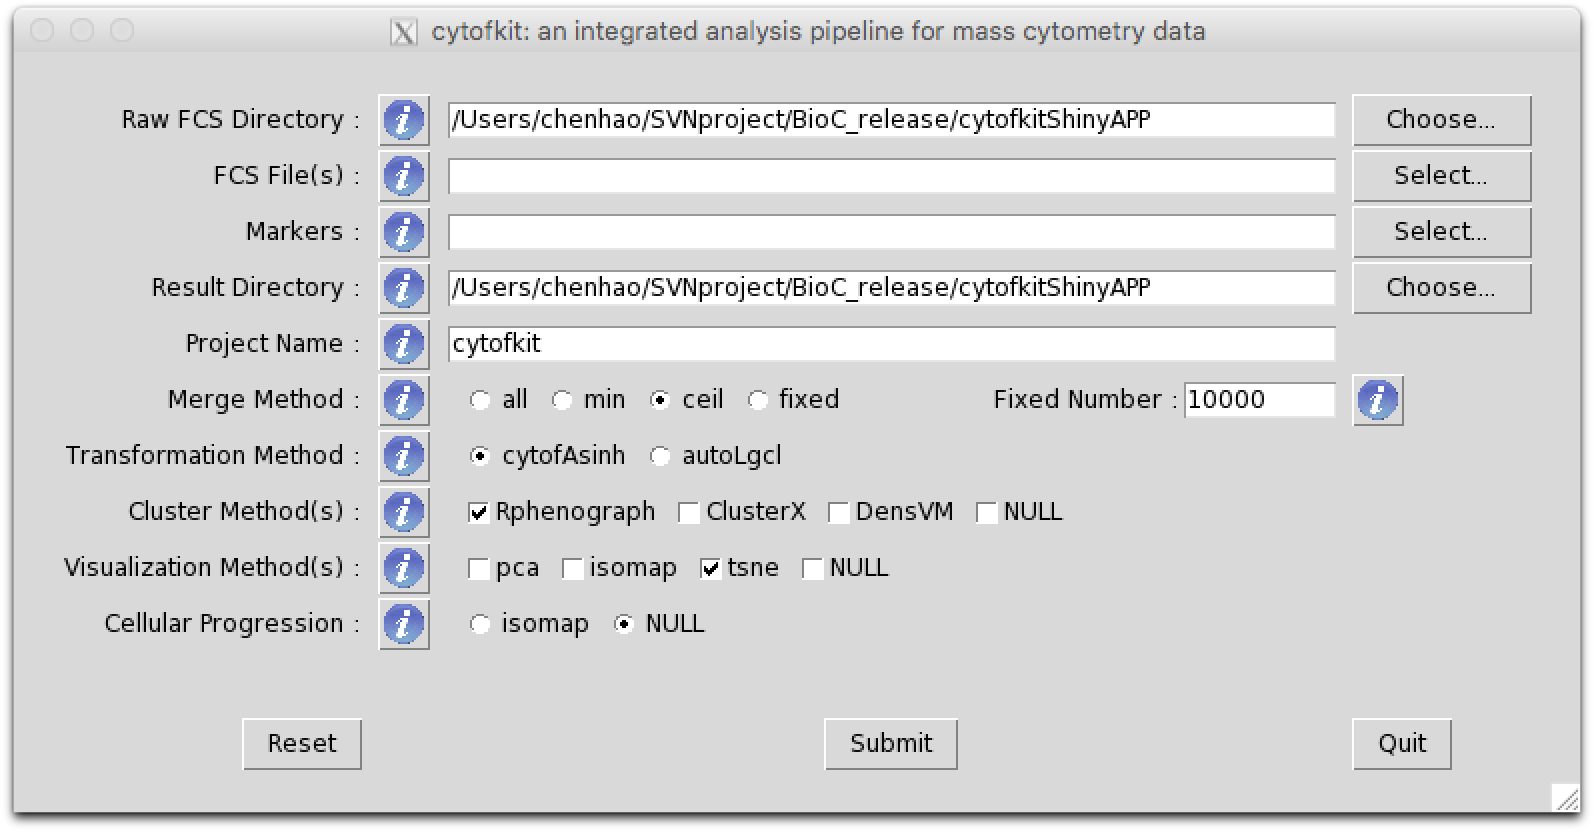 cytofkit: an integrated analysis pipeline for mass cytometry data
Raw FCS Directory : /Users/chenhao/SVNproject/BioC_release/cytofkitShinyAPP Choose...
FCS File(s) : Select...
Markers : Select...
Result Directory : /Users/chenhao/SVNproject/BioC_release/cytofkitShinyAPP Choose...
Project Name : cytofkit
Merge Method : all min ceil fixed Fixed Number : 10000
Transformation Method : cytofAsinh autoLgcl
Cluster Method(s) : Rphenograph ClusterX DensVM NULL
Visualization Method(s) : pca isomap tsne NULL
Cellular Progression : isomap NULL
Reset Submit Quit